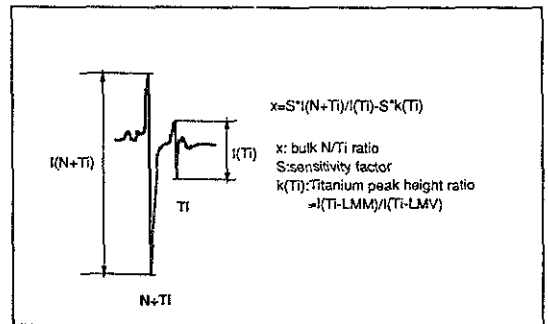 x=S*I(N+Ti)/I(Ti)-S*k(Ti)
I(N+Ti)
I(Ti)
x: bulk N/Ti ratio
S:sensitivity factor
k(Ti):Titanium peak height ratio
=I(Ti-LMM)/I(Ti-LMV)
TI
N+TI